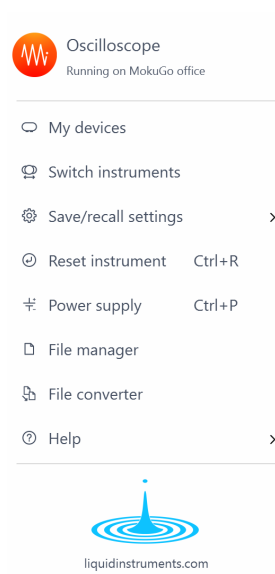 Oscilloscope
Running on MokuGo office
My devices
Switch instruments
Save/recall settings
Reset instrument Ctrl+R
Power supply Ctrl+P
File manager
File converter
Help
liquidinstruments.com